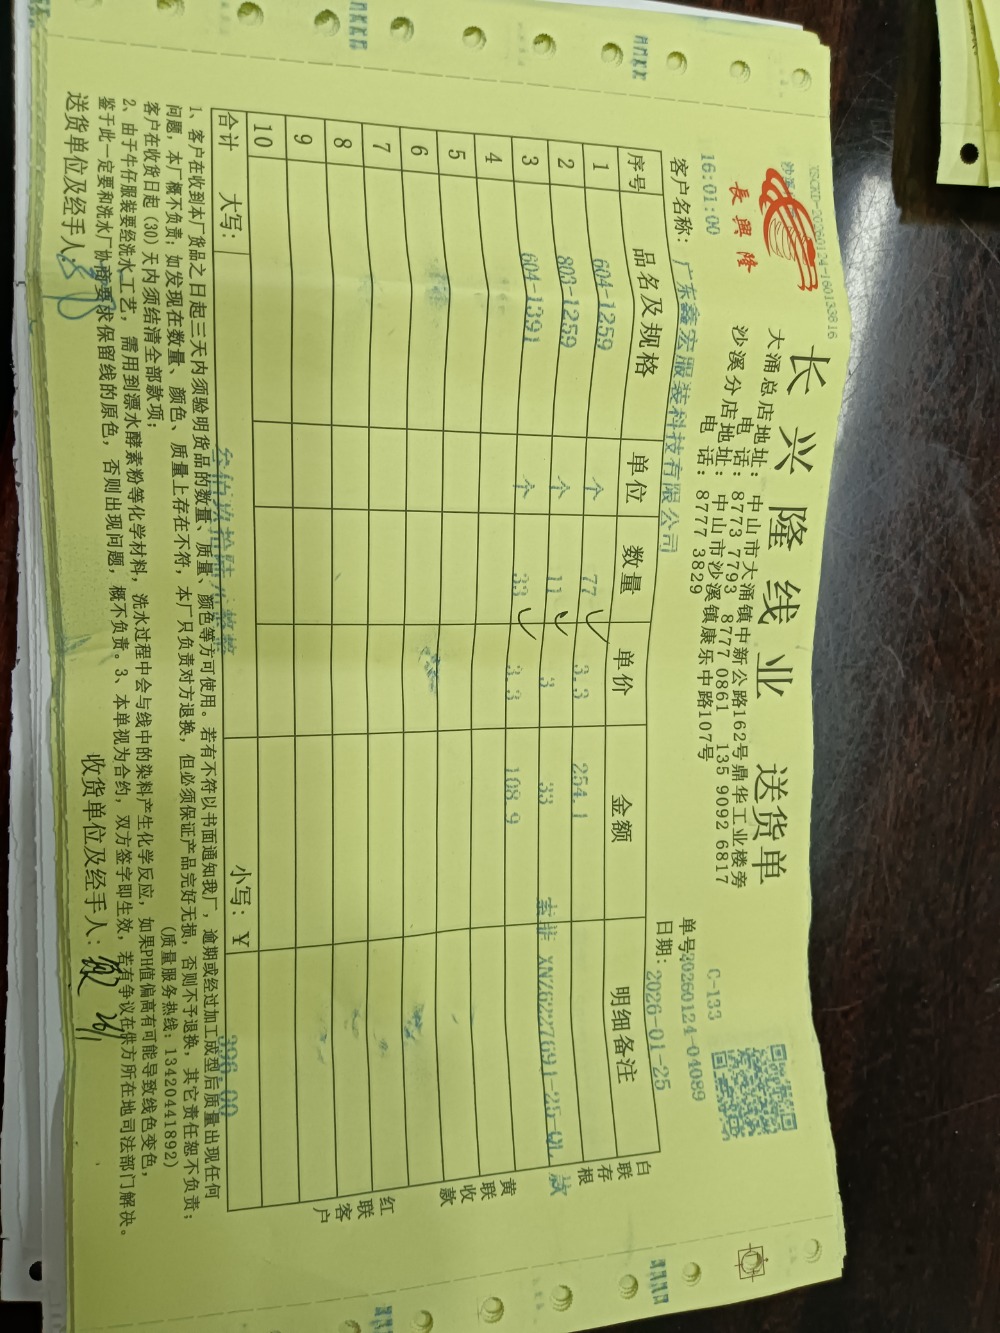 長興隆
长兴隆线业 送货单
大涌总店地址：中山市大涌镇中新公路162号鼎华工业楼旁
电 话：8773 7793 8777 0861 135 9092 6817
沙溪分店地址：中山市沙溪镇康乐中路107号
电 话：8777 3829
C-133
单号20260124-04089
16:01:00
日期：2026-01-25
客户名称：广东鑫宏服装科技有限公司
序号 品名及规格 单位 数量 单价 金额 明细备注
1 604-1259 个 77 3.3 254.1
2 803-1259 个 11 3 33
3 604-1391 个 33 3.3 108.9
4
5
6
7
8
9
10
合计 大写：叁佰玖拾陆元整 小写：¥ 396.00
白联存根
黄联收款
红联客户
1、客户在收到本厂货品之日起三天内须验明货品的数量、质量、颜色等方可使用。若有不符以书面通知我厂，逾期或经过加工成型后质量出现任何
问题，本厂概不负责；如发现在数量、颜色、质量上存在不符，本厂只负责对方退换，但必须保证产品完好无损，否则不予退换，其它责任恕不负责；
客户在收货日起（30）天内须结清全部款项； （质量服务热线：13420441892）
2、由于牛仔服装要经洗水工艺，需用到漂水酵素粉等化学材料，洗水过程中会与线中的染料产生化学反应，如果PH值偏高有可能导致线色变色，
鉴于此一定要和洗水厂协商要求保留线的原色，否则出现问题，概不负责。3、本单视为合约，双方签字即生效，若有争议在供方所在地司法部门解决。
送货单位及经手人： 收货单位及经手人：